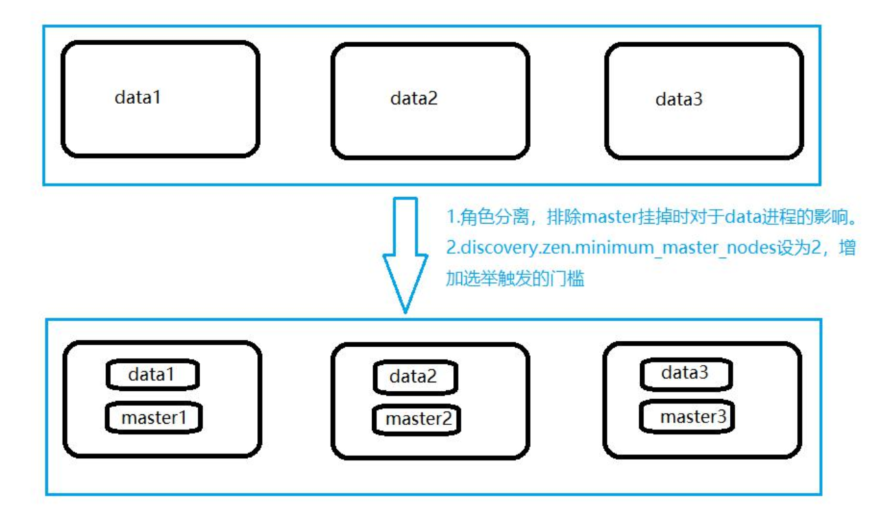 data1
data2
data3
1.角色分离，排除master挂掉时对于data进程的影响。
2.discovery.zen.minimum_master_nodes设为2，增
加选举触发的门槛
data1
data2
data3
master1
master2
master3